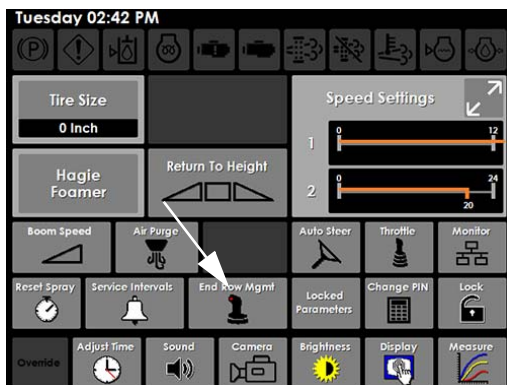 Tuesday 02:42 PM
(P)
Tire Size
0 Inch
Speed Settings
1
0
12
2
0
24
20
Hagie
Foamer
Return To Height
Boom Speed
Air Purge
Auto Steer
Throttle
Monitor
Reset Spray
Service Intervals
End Row Mgmt
Locked
Parameters
Change PIN
Lock
Override
Adjust Time
Sound
Camera
Brightness
Display
Measure